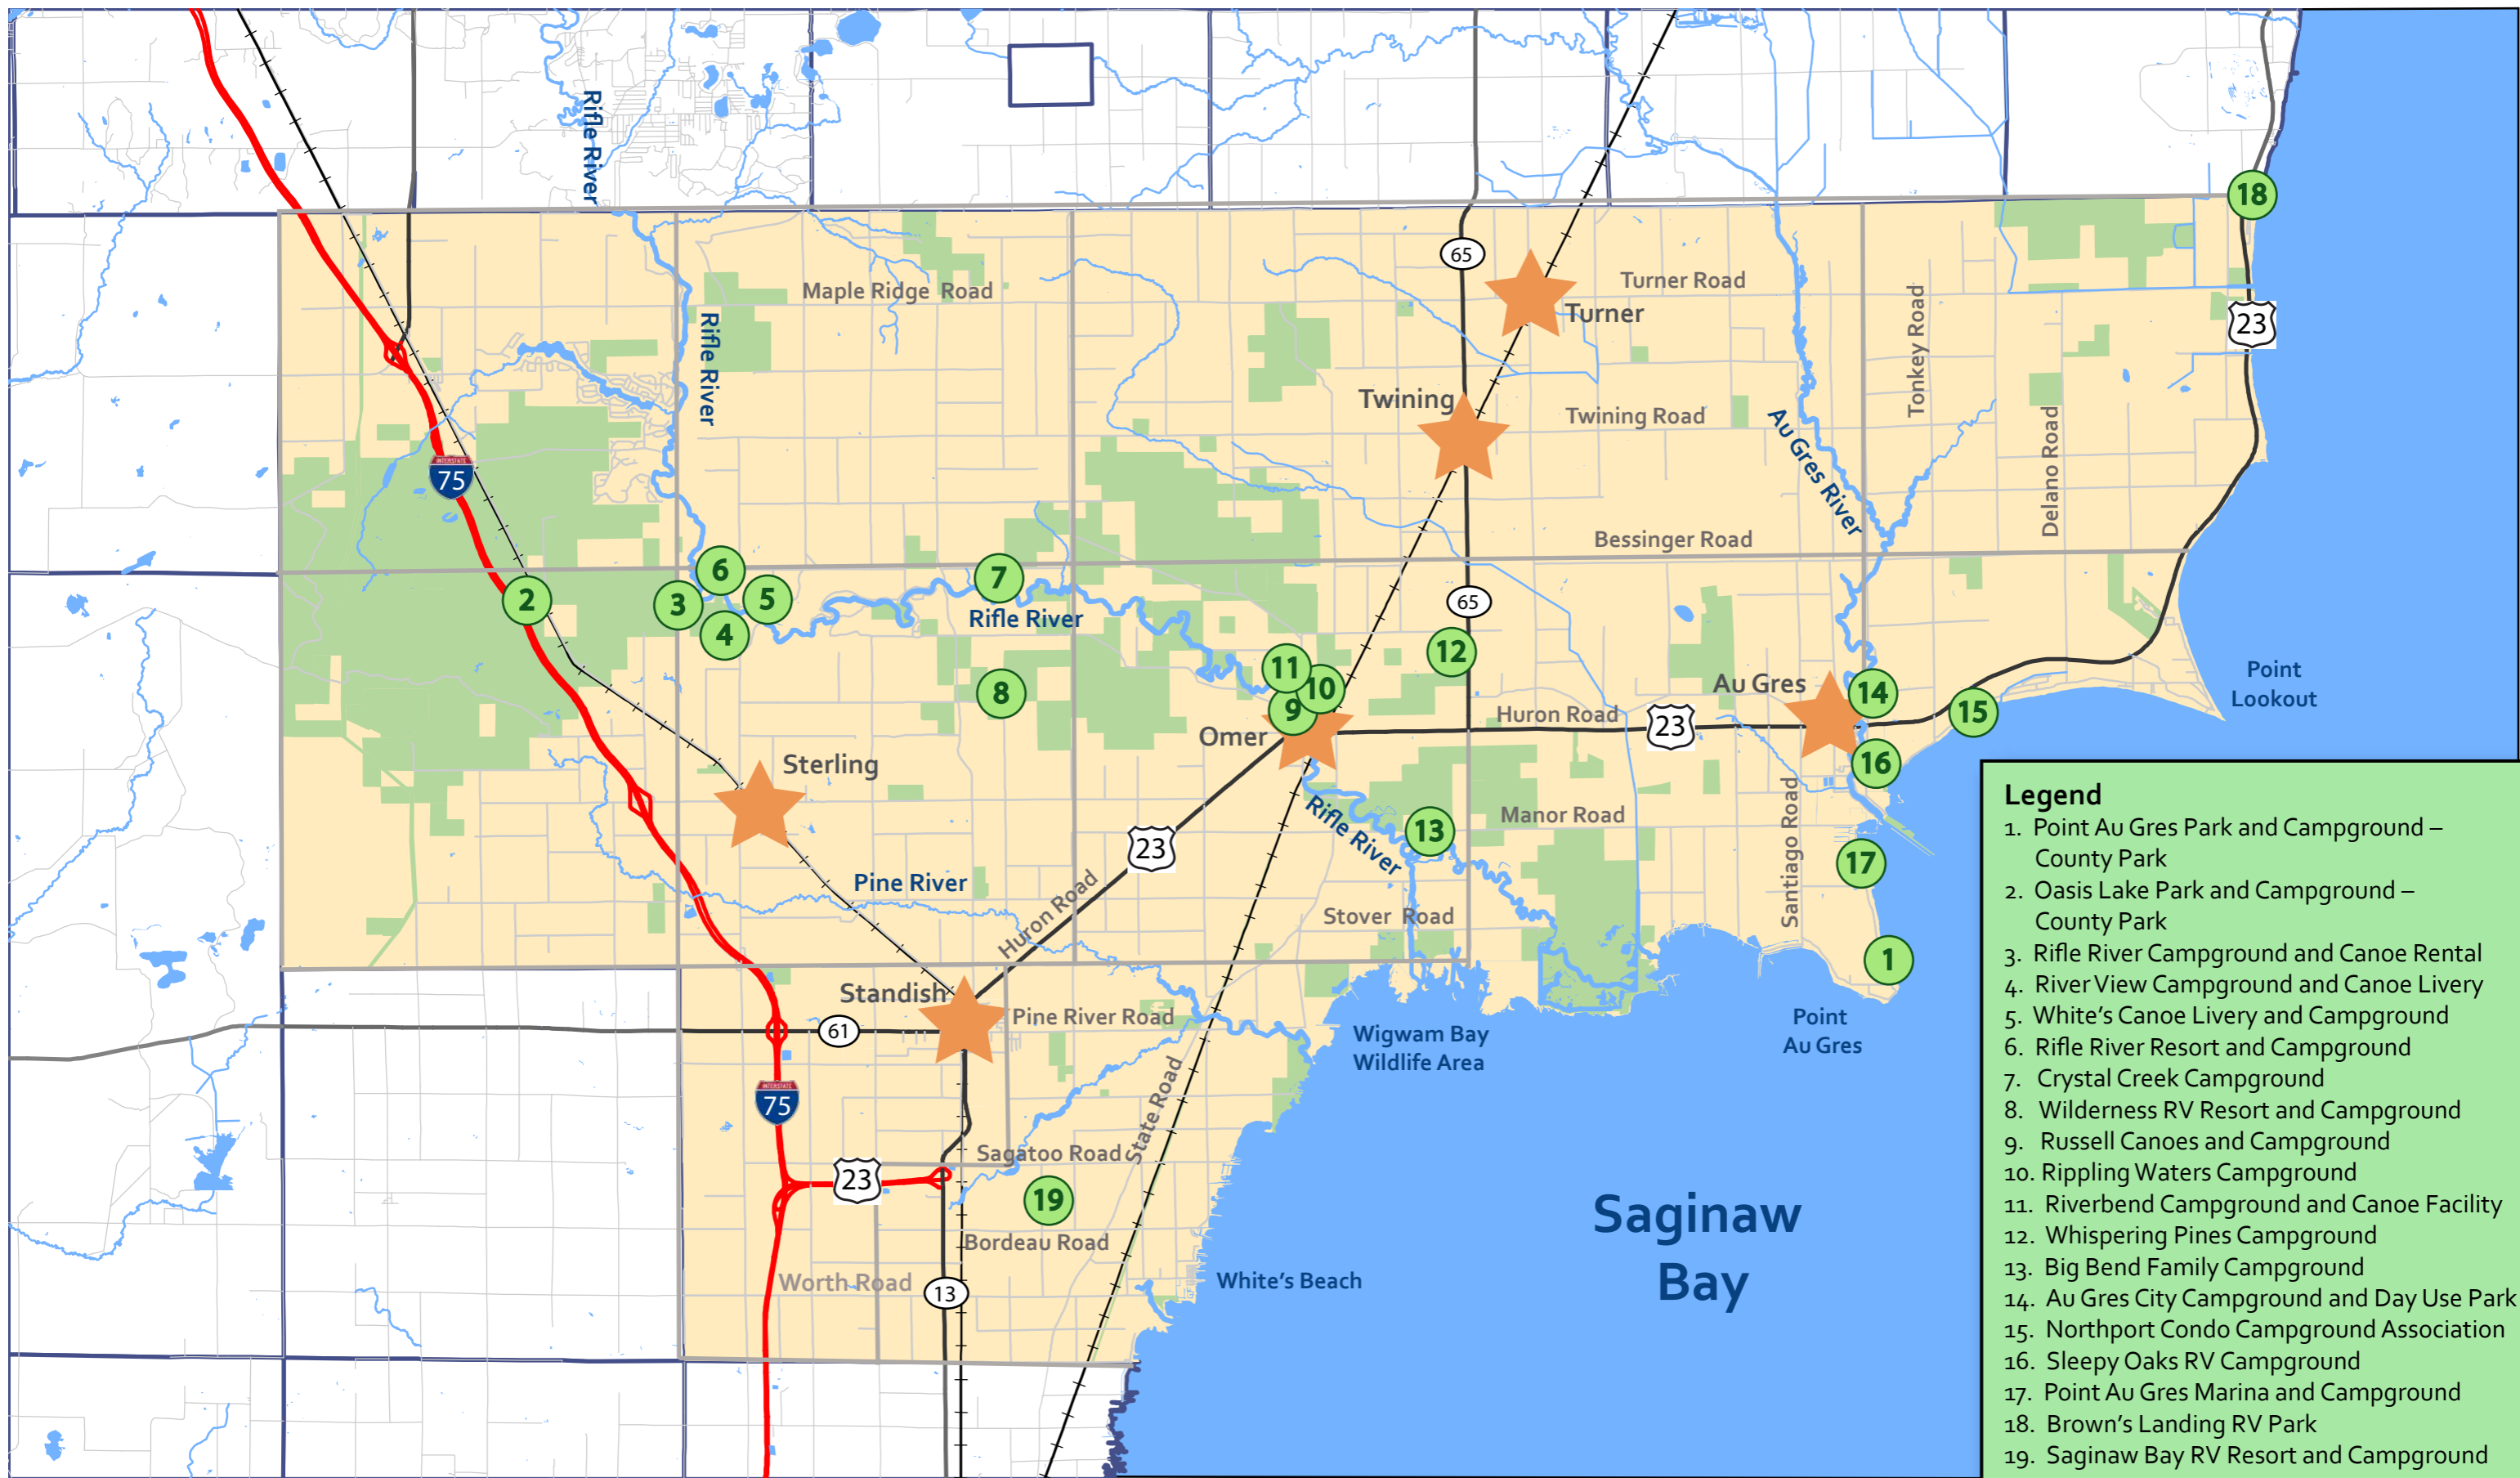 Rifle River
18
65
Turner Road
Maple Ridge Road
Turner
23
Rifle River
Tonkey Road
Twining
Twining Road
Au Gres River
Delano Road
INTERSTATE
75
Bessinger Road
6
7
2
3
5
65
Rifle River
4
12
11
10
8
9
Au Gres
14
Point
Lookout
15
Huron Road
23
Omer
16
Sterling
Rifle River
13
Manor Road
Santiago Road
23
17
Pine River
Huron Road
Stover Road
1
Standish
61
Pine River Road
Wigwam Bay
Wildlife Area
Point
Au Gres
INTERSTATE
75
State Road
Sagatoo Road
23
19
Saginaw
Bay
Bordeau Road
Worth Road
13
White's Beach
Legend
1. Point Au Gres Park and Campground –
County Park
2. Oasis Lake Park and Campground –
County Park
3. Rifle River Campground and Canoe Rental
4. River View Campground and Canoe Livery
5. White's Canoe Livery and Campground
6. Rifle River Resort and Campground
7. Crystal Creek Campground
8. Wilderness RV Resort and Campground
9. Russell Canoes and Campground
10. Rippling Waters Campground
11. Riverbend Campground and Canoe Facility
12. Whispering Pines Campground
13. Big Bend Family Campground
14. Au Gres City Campground and Day Use Park
15. Northport Condo Campground Association
16. Sleepy Oaks RV Campground
17. Point Au Gres Marina and Campground
18. Brown's Landing RV Park
19. Saginaw Bay RV Resort and Campground